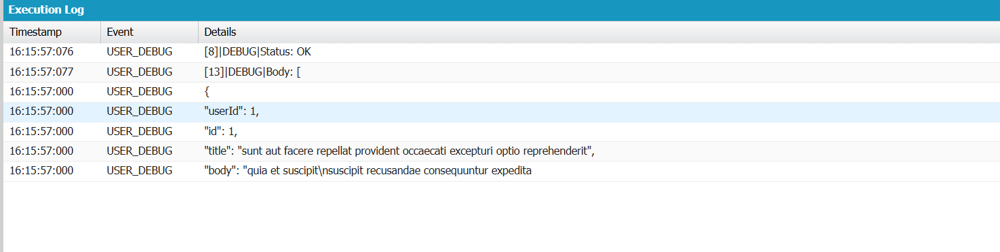 Execution Log
Timestamp Event Details
16:15:57:076 USER_DEBUG [8]|DEBUG|Status: OK
16:15:57:077 USER_DEBUG [13]|DEBUG|Body: [
16:15:57:000 USER_DEBUG {
16:15:57:000 USER_DEBUG "userId": 1,
16:15:57:000 USER_DEBUG "id": 1,
16:15:57:000 USER_DEBUG "title": "sunt aut facere repellat provident occaecati excepturi optio reprehenderit",
16:15:57:000 USER_DEBUG "body": "quia et suscipit\nsuscipit recusandae consequuntur expedita